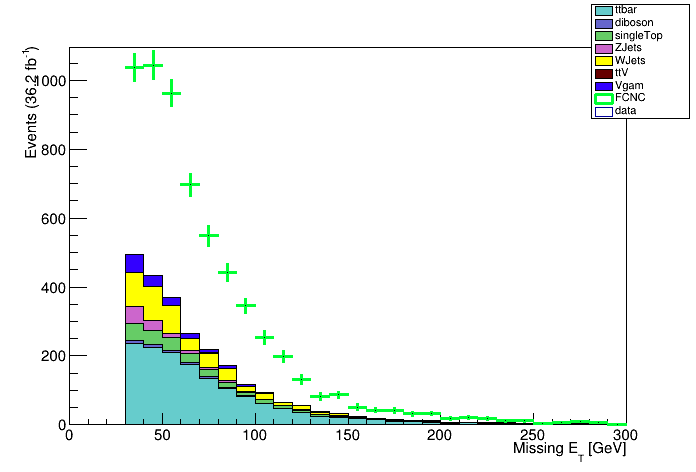 ttbar
diboson
singleTop
ZJets
WJets
ttV
Vgam
FCNC
data
Events (36.2 fb⁻¹)
1000
800
600
400
200
0
0 50 100 150 200 250 300
Missing E_T [GeV]